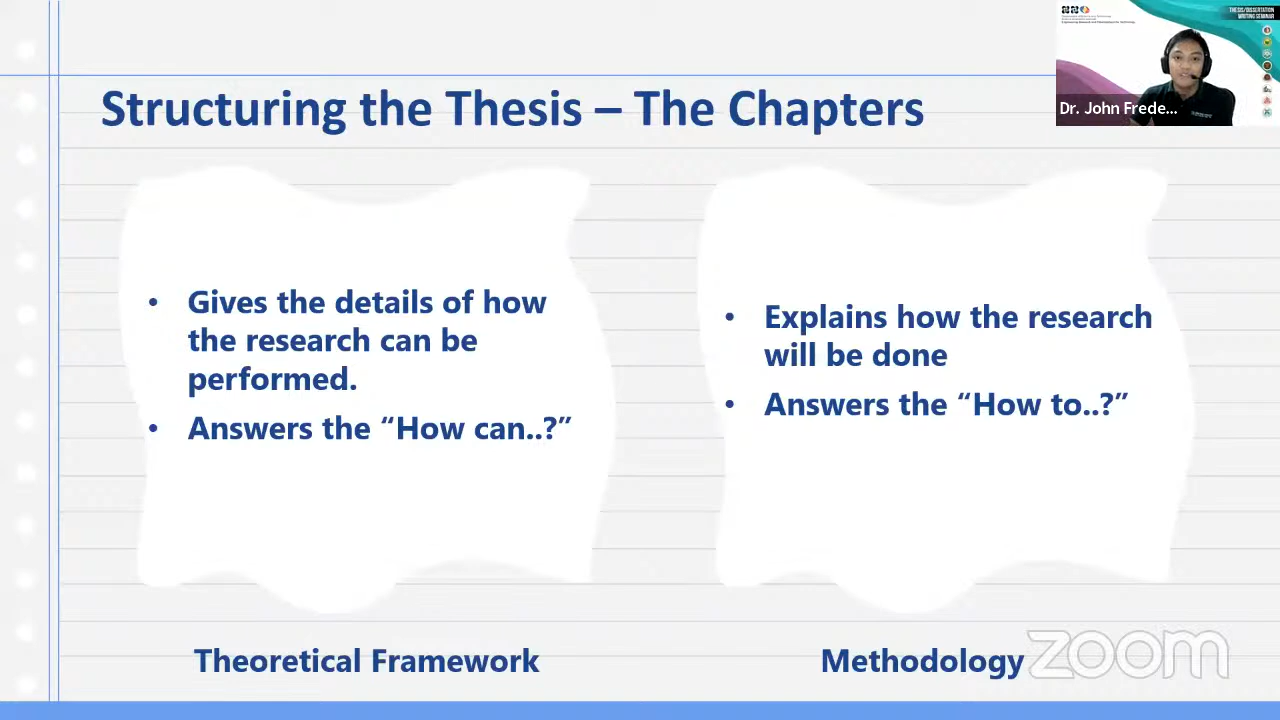 THESIS/DISSERTATION
WRITING SEMINAR
Dr. John Frede...
Structuring the Thesis – The Chapters
• Gives the details of how
the research can be
performed.
• Answers the “How can..?”
Theoretical Framework
• Explains how the research
will be done
• Answers the “How to..?”
Methodology
zoom